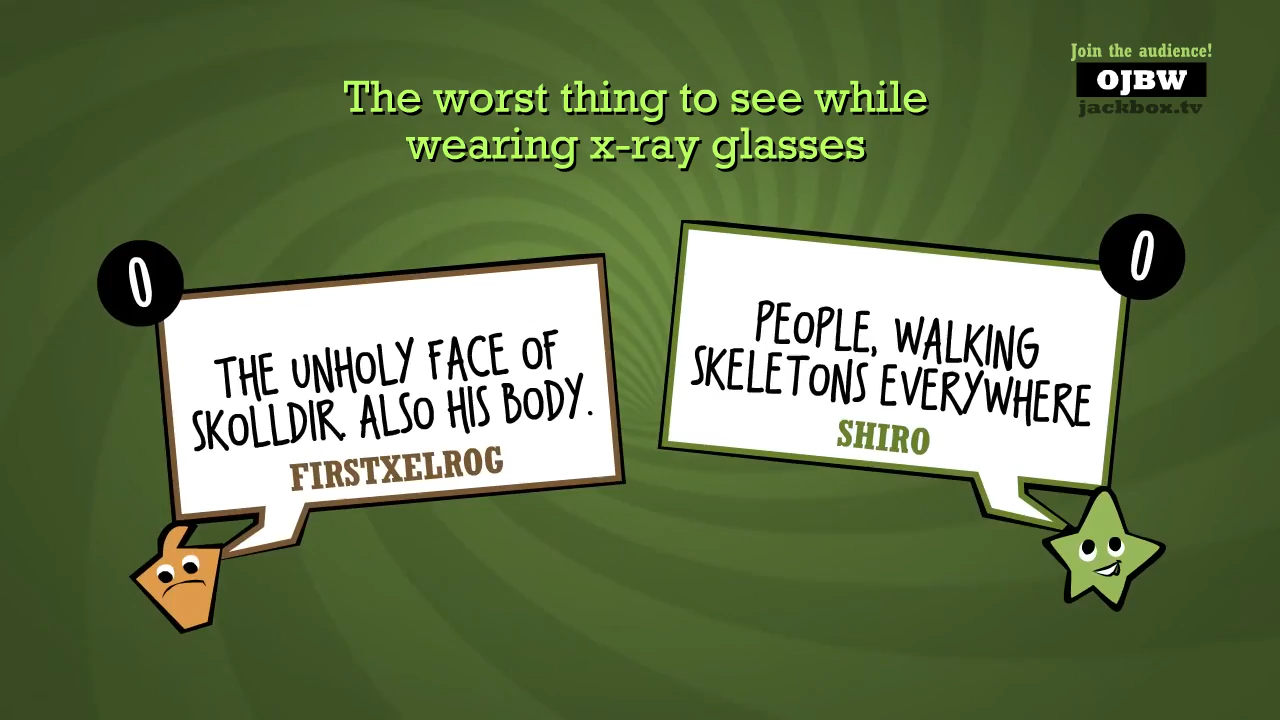 Join the audience!
OJBW
jackbox.tv
The worst thing to see while
wearing x-ray glasses
0
THE UNHOLY FACE OF
SKOLLDIR. ALSO HIS BODY.
FIRSTXELROG
0
PEOPLE, WALKING
SKELETONS EVERYWHERE
SHIRO